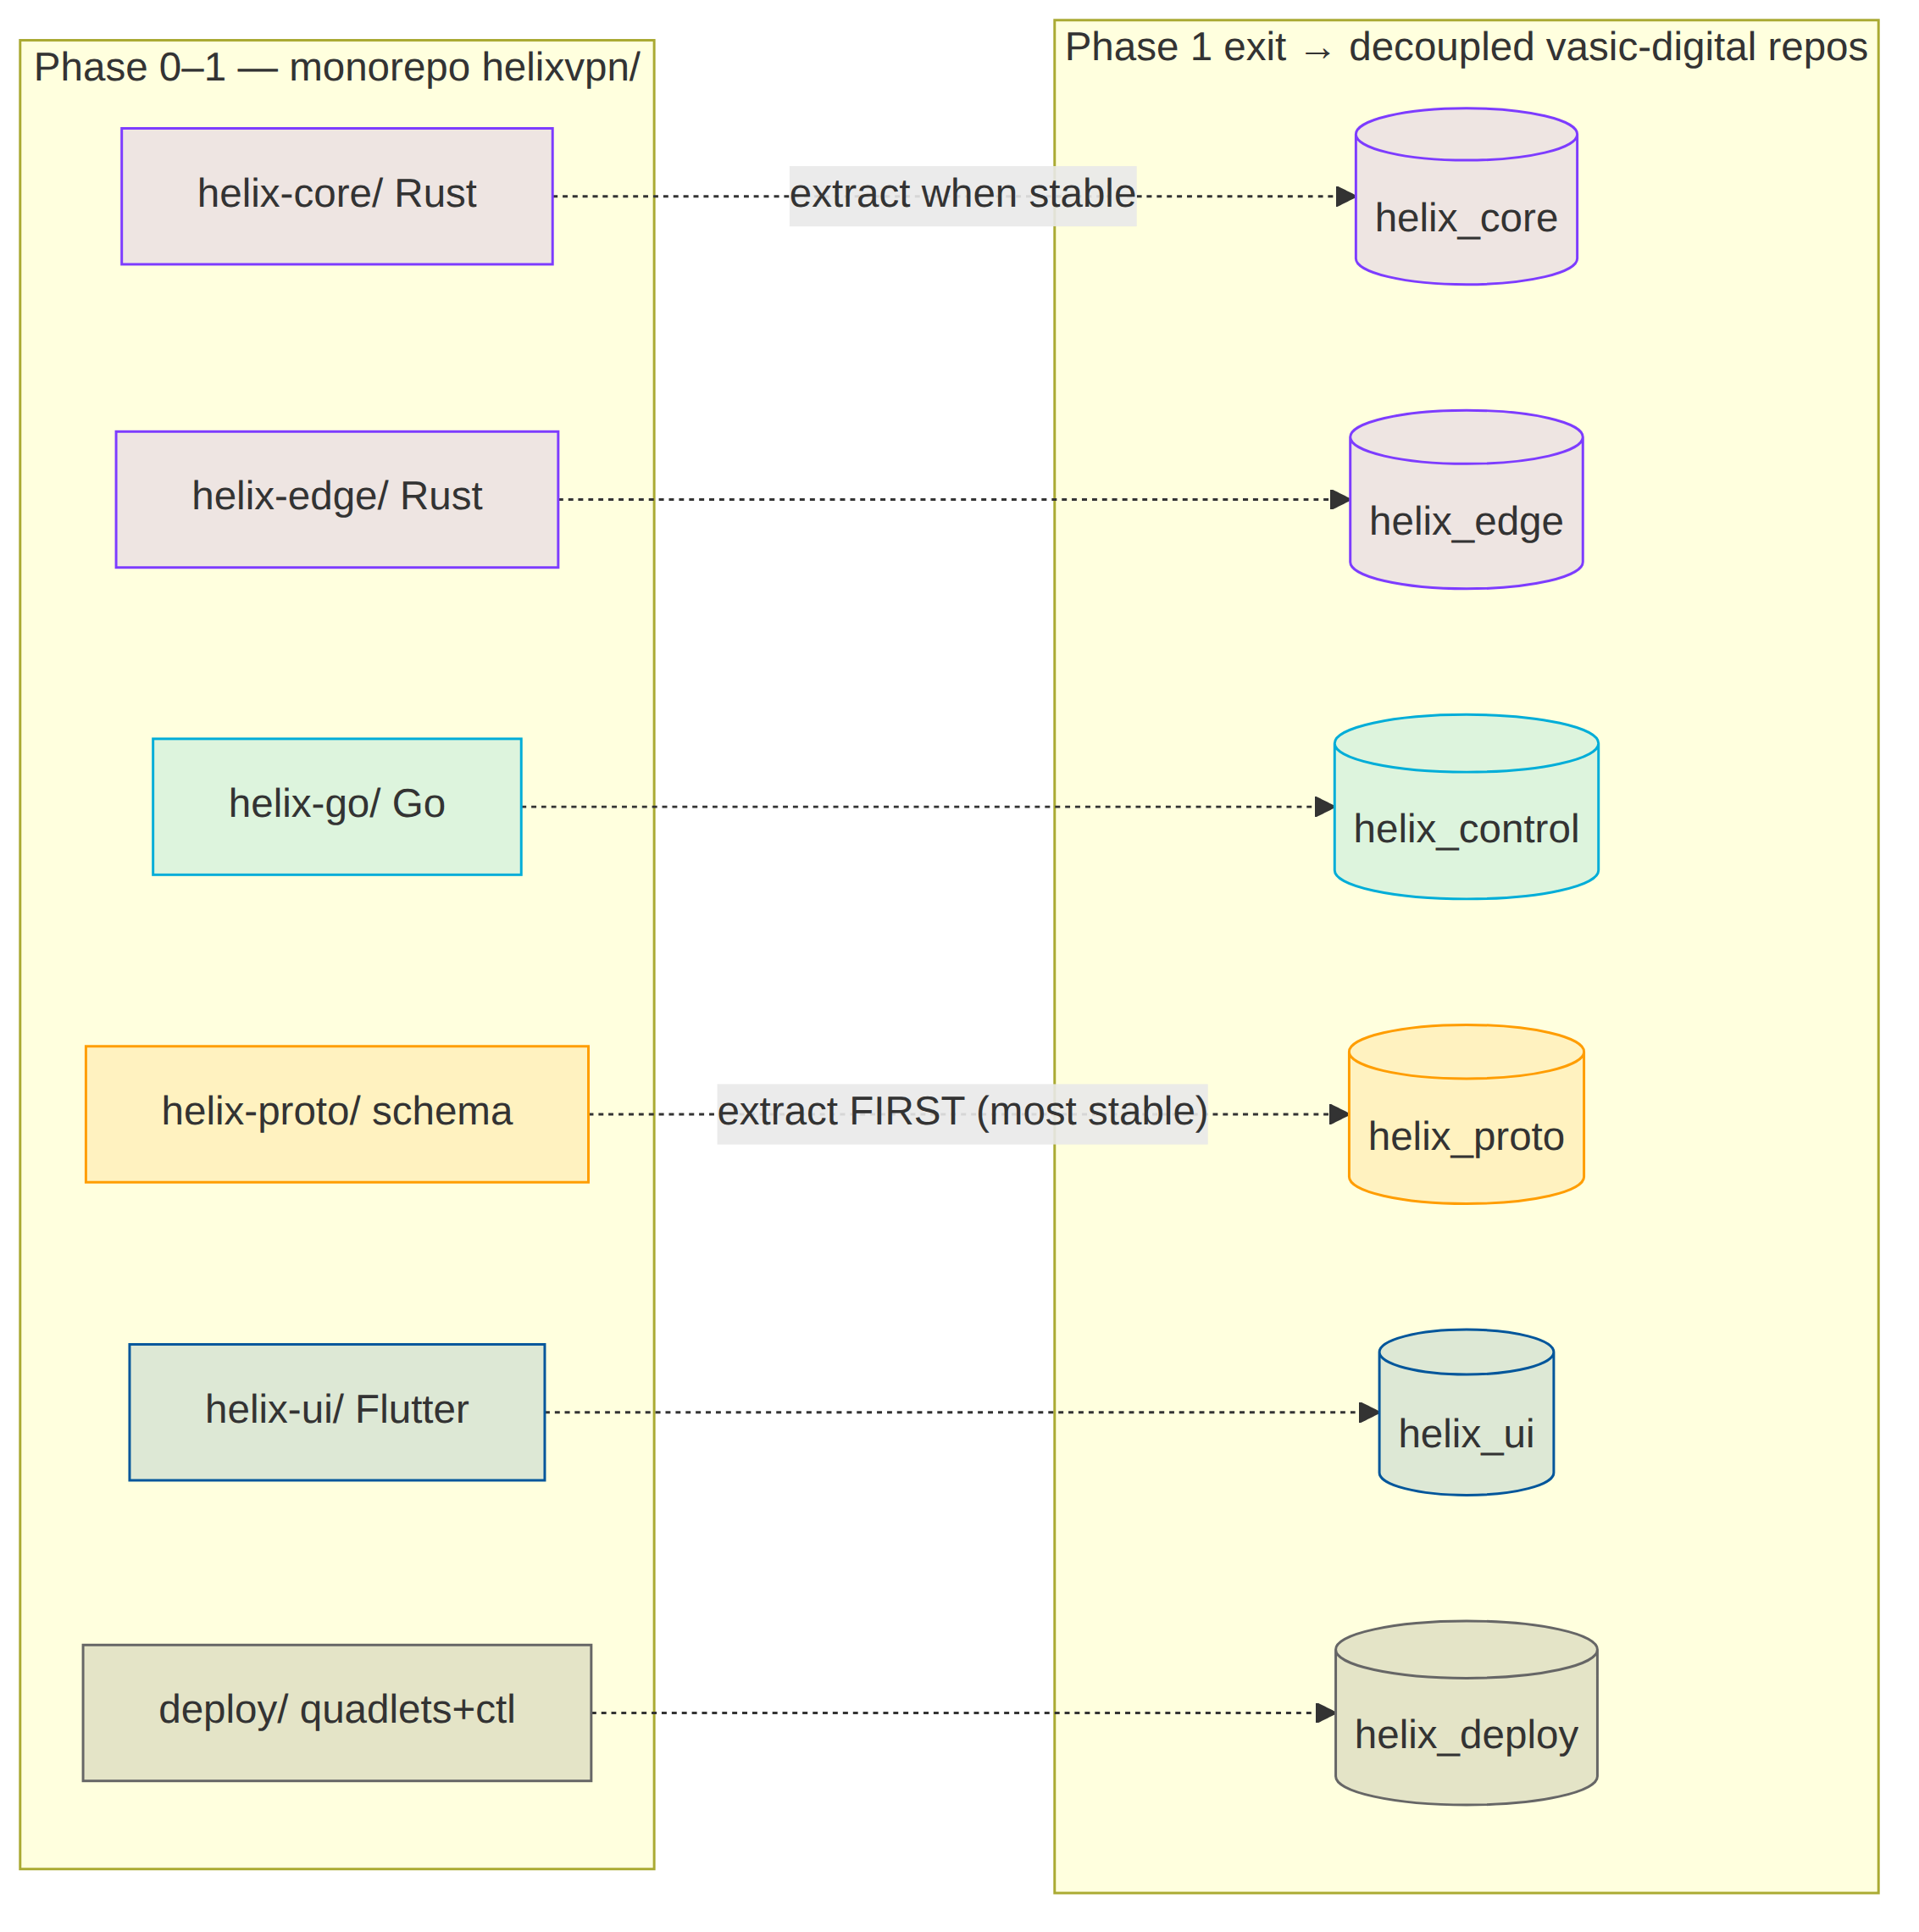 Phase 0–1 — monorepo helixvpn/
Phase 1 exit → decoupled vasic-digital repos
helix-core/ Rust
extract when stable
helix_core
helix-edge/ Rust
helix_edge
helix-go/ Go
helix_control
helix-proto/ schema
extract FIRST (most stable)
helix_proto
helix-ui/ Flutter
helix_ui
deploy/ quadlets+ctl
helix_deploy